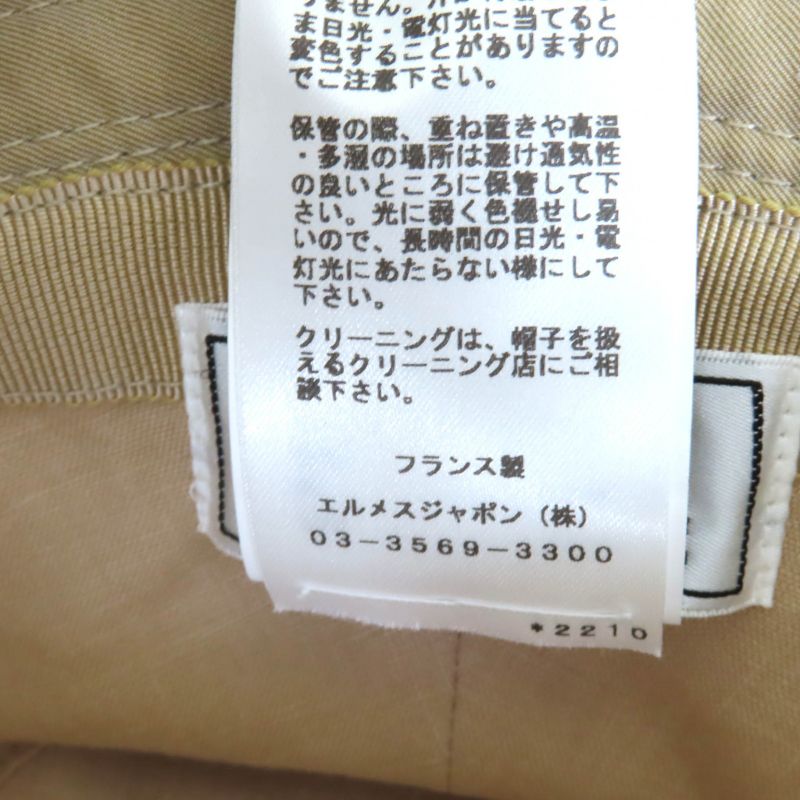 りません。汗が
ま日光・電灯光に当てると
変色することがありますの
でご注意下さい。
保管の際、重ね置きや高温
・多湿の場所は避け通気性
の良いところに保管して下
さい。光に弱く色褪せし易
いので、長時間の日光・電
灯光にあたらない様にして
下さい。
クリーニングは、帽子を扱
えるクリーニング店にご相
談下さい。
フランス製
エルメスジャポン（株）
03-3569-3300
*2210